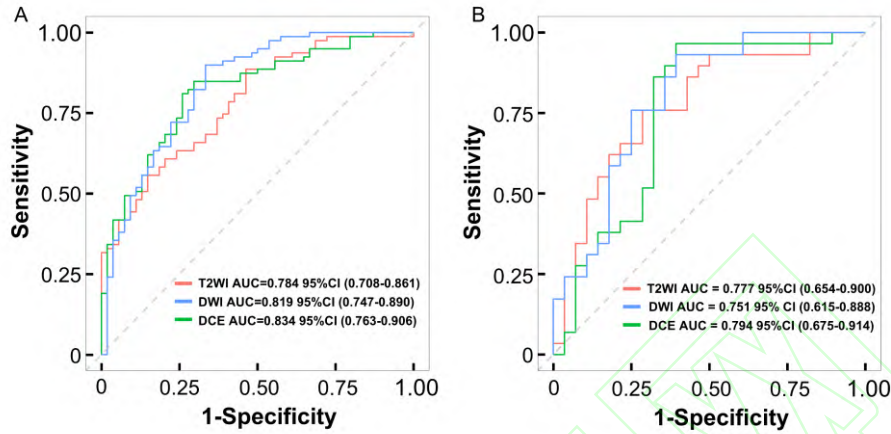 A
Sensitivity
1.00
0.75
0.50
0.25
0
T2WI AUC=0.784 95%CI (0.708-0.861)
DWI AUC=0.819 95%CI (0.747-0.890)
DCE AUC=0.834 95%CI (0.763-0.906)
0 0.25 0.50 0.75 1.00
1-Specificity
B
Sensitivity
1.00
0.75
0.50
0.25
0
T2WI AUC = 0.777 95%CI (0.654-0.900)
DWI AUC = 0.751 95%CI (0.615-0.888)
DCE AUC = 0.794 95%CI (0.675-0.914)
0 0.25 0.50 0.75 1.00
1-Specificity